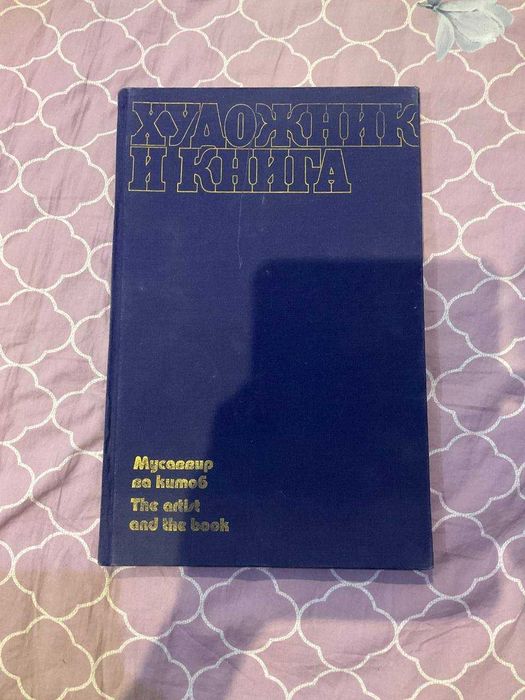 ХУДОЖНИК
И КНИГА
Мусаввир
ва китоб
The artist
and the book